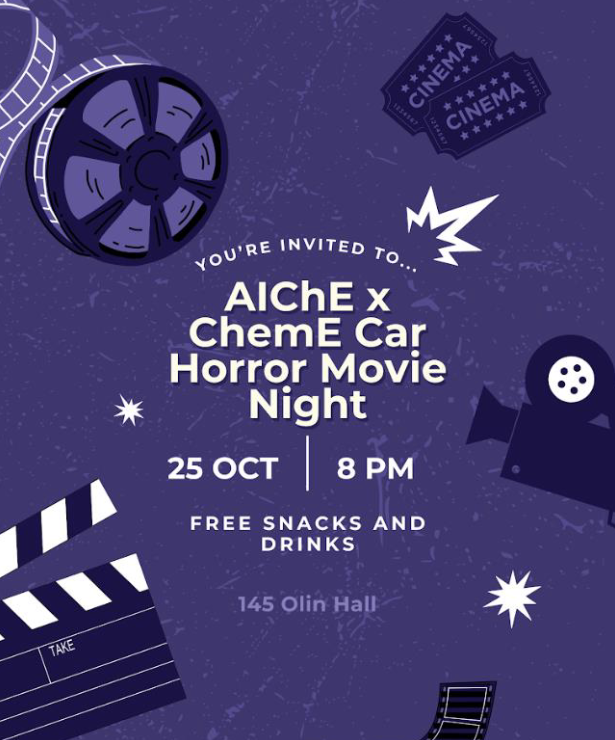 CINEMA
CINEMA
YOU'RE INVITED TO...
AIChE x
ChemE Car
Horror Movie
Night
25 OCT | 8 PM
FREE SNACKS AND
DRINKS
145 Olin Hall
TAKE